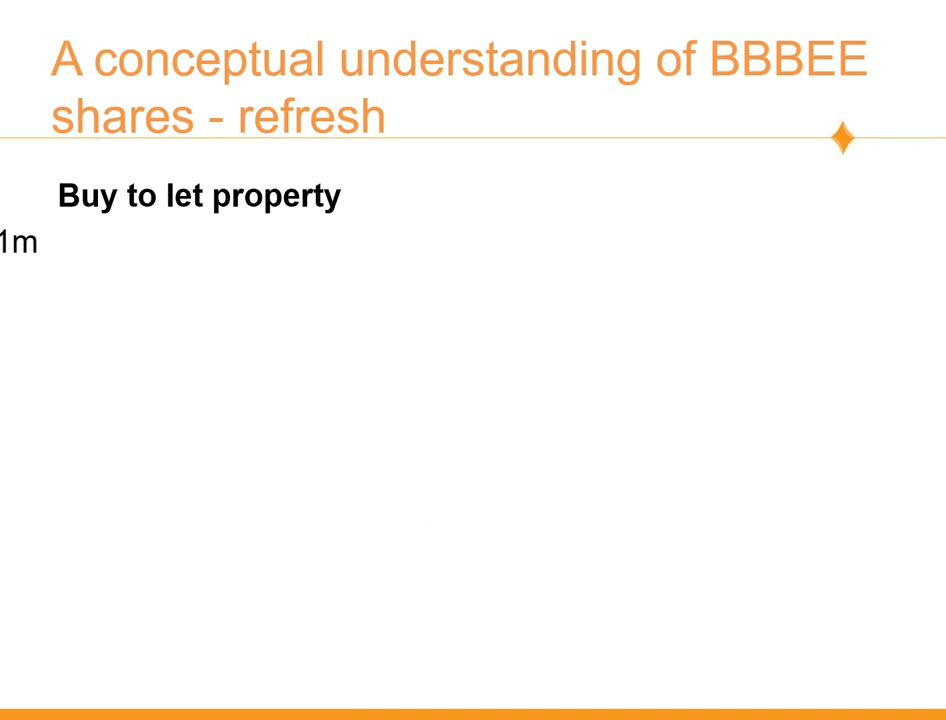 A conceptual understanding of BBBEE
shares - refresh
Buy to let property
1m